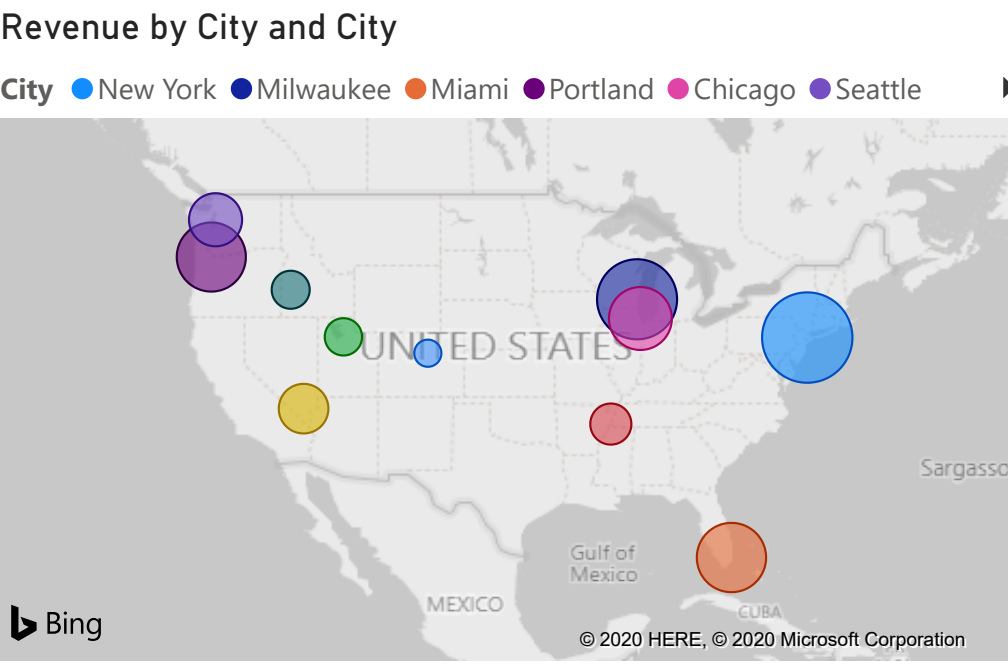 Revenue by City and City
City New York Milwaukee Miami Portland Chicago Seattle
UNITED STATES
Sargasso
Gulf of
Mexico
MEXICO
CUBA
Bing
© 2020 HERE, © 2020 Microsoft Corporation